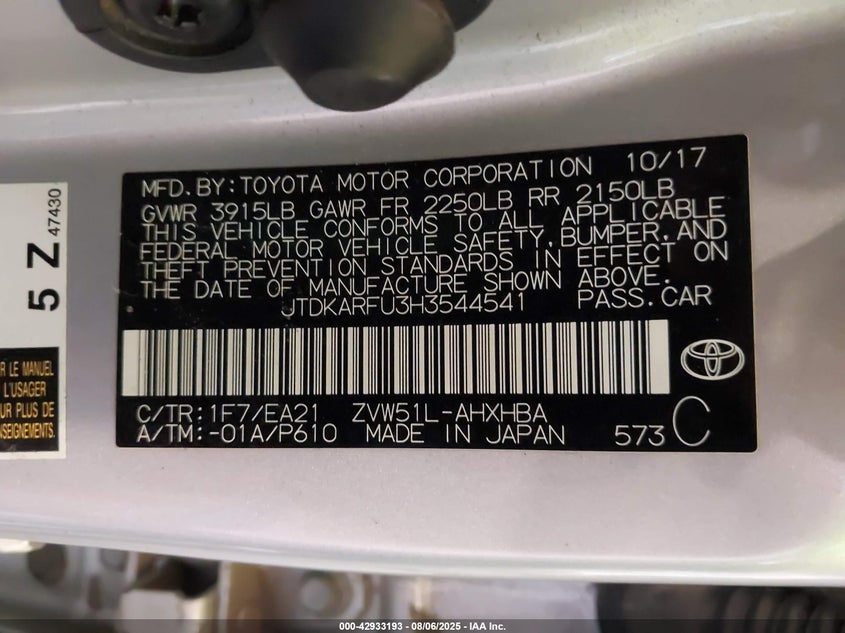 MFD. BY: TOYOTA MOTOR CORPORATION 10/17
GVWR 3915LB GAWR FR 2250LB RR 2150LB
THIS VEHICLE CONFORMS TO ALL APPLICABLE
FEDERAL MOTOR VEHICLE SAFETY, BUMPER, AND
THEFT PREVENTION STANDARDS IN EFFECT ON
THE DATE OF MANUFACTURE SHOWN ABOVE.
JTDKARFU3H3544541 PASS. CAR
C/TR: 1F7/EA21 ZVW51L-AHXHBA
A/TM: -01A/P610 MADE IN JAPAN 573 C
5 Z 47430
R LE MANUEL
L'USAGER
UR PLUS DE
NSEIGNEMENTS.
000-42933193 - 08/06/2025 - IAA Inc.